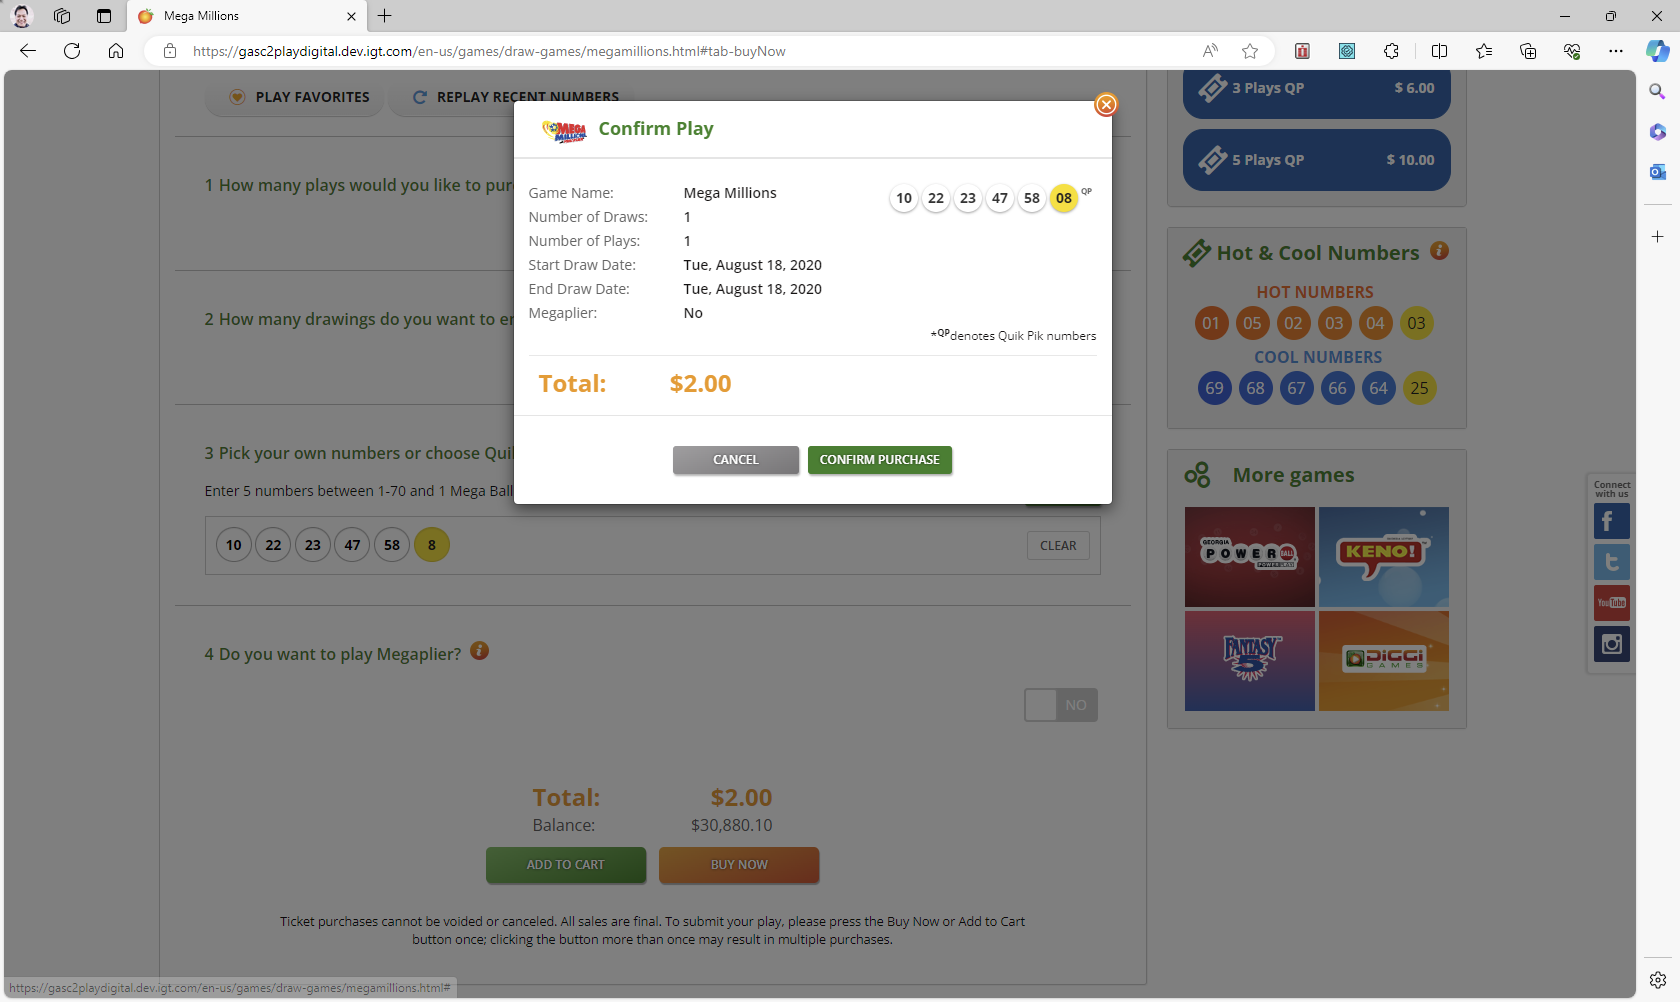 Mega Millions
https://gasc2playdigital.dev.igt.com/en-us/games/draw-games/megamillions.html#tab-buyNow
PLAY FAVORITES
REPLAY RECENT NUMBERS
1 How many plays would you like to pur
2 How many drawings do you want to en
3 Pick your own numbers or choose Qui
Enter 5 numbers between 1-70 and 1 Mega Ball
10 22 23 47 58 8
CLEAR
4 Do you want to play Megaplier?
NO
Total: $2.00
Balance: $30,880.10
ADD TO CART
BUY NOW
Ticket purchases cannot be voided or canceled. All sales are final. To submit your play, please press the Buy Now or Add to Cart
button once; clicking the button more than once may result in multiple purchases.
MEGA MILLIONS
Confirm Play
Game Name: Mega Millions
Number of Draws: 1
Number of Plays: 1
Start Draw Date: Tue, August 18, 2020
End Draw Date: Tue, August 18, 2020
Megaplier: No
10 22 23 47 58 08 QP
*QPdenotes Quik Pik numbers
Total: $2.00
CANCEL
CONFIRM PURCHASE
3 Plays QP $ 6.00
5 Plays QP $ 10.00
Hot & Cool Numbers
HOT NUMBERS
01 05 02 03 04 03
COOL NUMBERS
69 68 67 66 64 25
More games
GEORGIA
POWERBALL
POWER PLAY
KENO!
FANTASY 5
DiGGi
GAMES
Connect
with us
YouTube
https://gasc2playdigital.dev.igt.com/en-us/games/draw-games/megamillions.html#